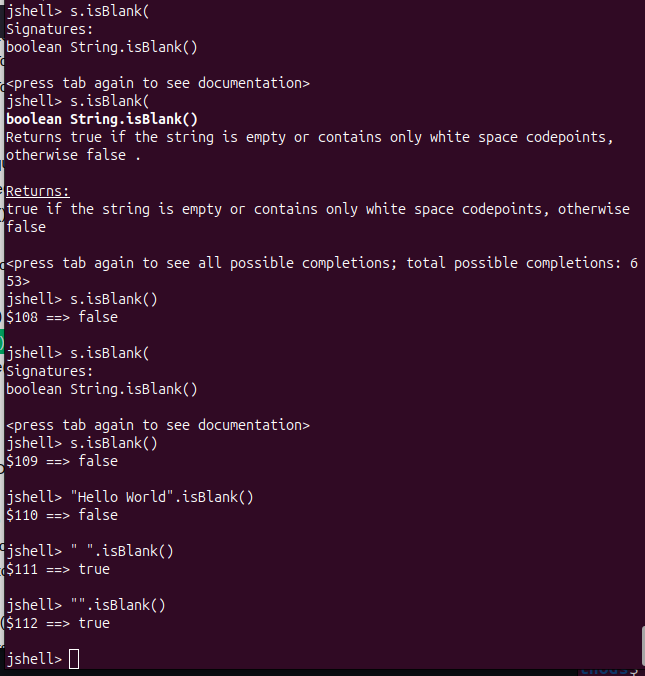 jshell> s.isBlank(
Signatures:
boolean String.isBlank()
<press tab again to see documentation>
jshell> s.isBlank(
boolean String.isBlank()
Returns true if the string is empty or contains only white space codepoints,
otherwise false .
Returns:
true if the string is empty or contains only white space codepoints, otherwise
false
<press tab again to see all possible completions; total possible completions: 6
53>
jshell> s.isBlank()
$108 ==> false
jshell> s.isBlank(
Signatures:
boolean String.isBlank()
<press tab again to see documentation>
jshell> s.isBlank()
$109 ==> false
jshell> "Hello World".isBlank()
$110 ==> false
jshell> " ".isBlank()
$111 ==> true
jshell> "".isBlank()
$112 ==> true
jshell>